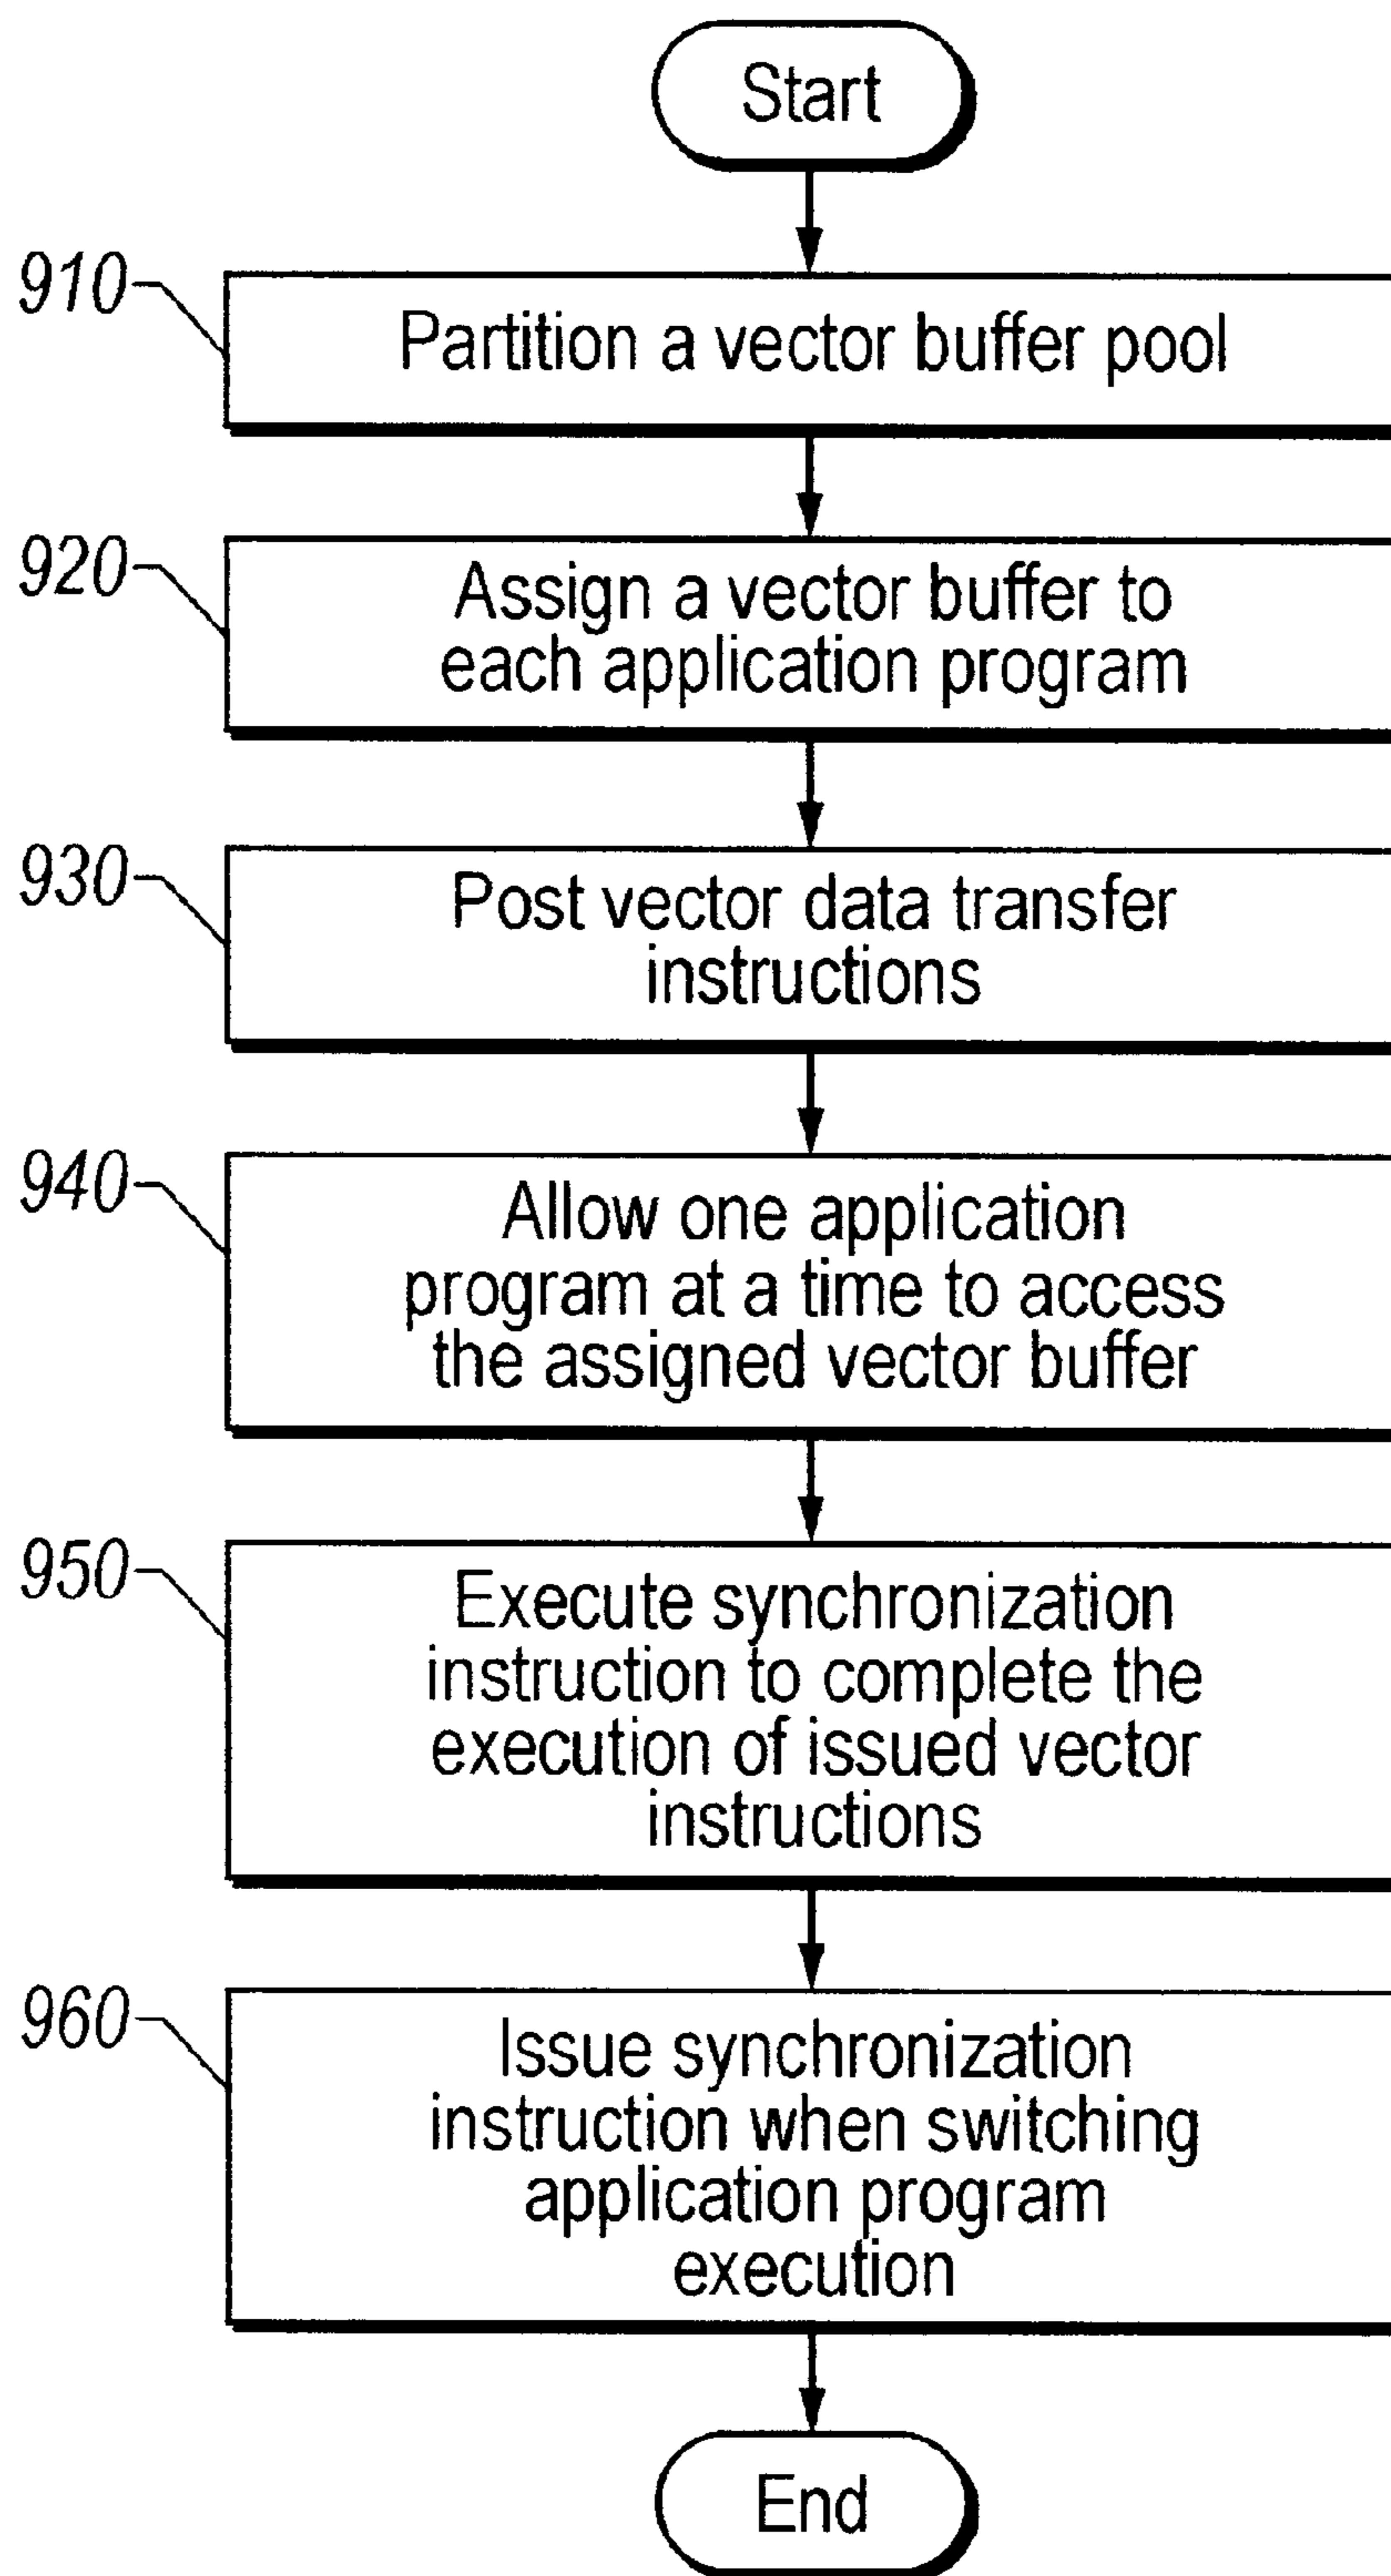 Start
910
Partition a vector buffer pool
920
Assign a vector buffer to
each application program
930
Post vector data transfer
instructions
940
Allow one application
program at a time to access
the assigned vector buffer
950
Execute synchronization
instruction to complete the
execution of issued vector
instructions
960
Issue synchronization
instruction when switching
application program
execution
End